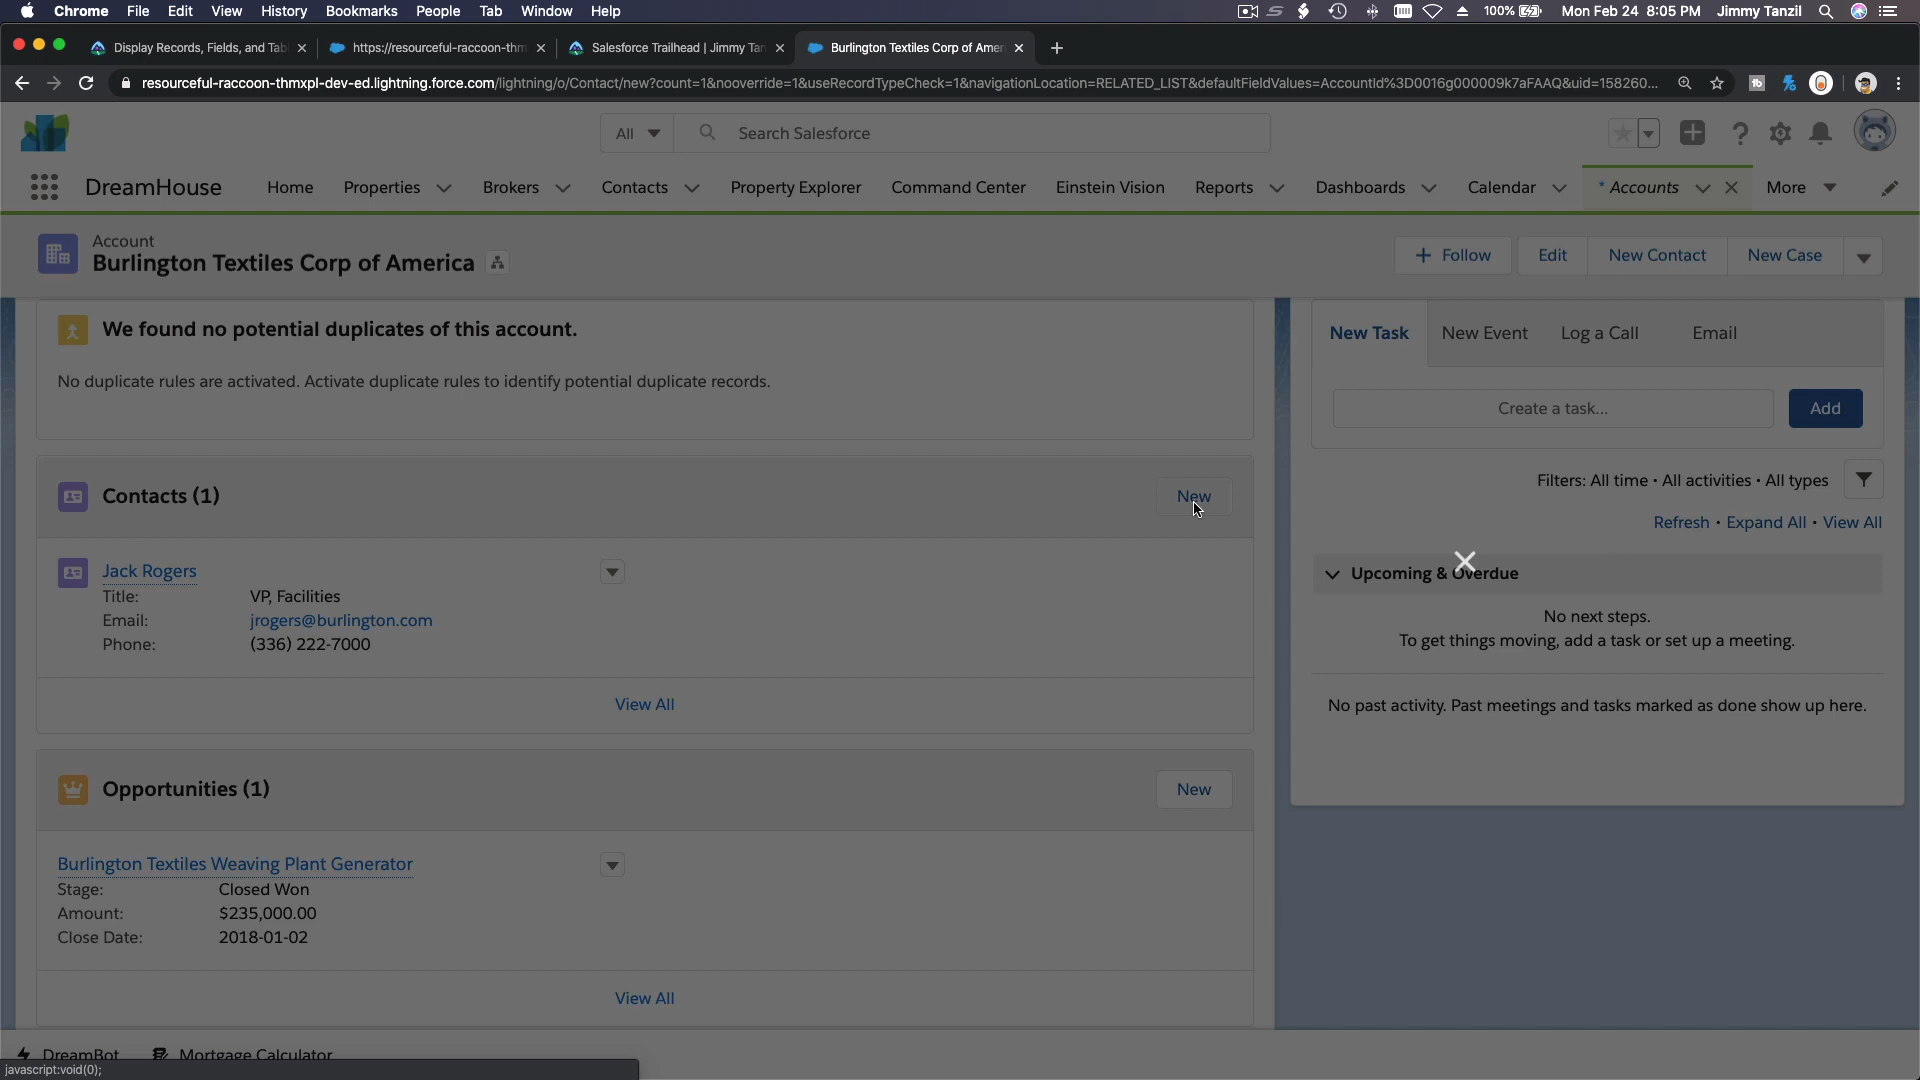 Chrome File Edit View History Bookmarks People Tab Window Help 100% Mon Feb 24 8:05 PM Jimmy Tanzil
Display Records, Fields, and Tab https://resourceful-raccoon-thm Salesforce Trailhead | Jimmy Tan Burlington Textiles Corp of Amer
resourceful-raccoon-thmxpl-dev-ed.lightning.force.com/lightning/o/Contact/new?count=1&nooverride=1&useRecordTypeCheck=1&navigationLocation=RELATED_LIST&defaultFieldValues=AccountId%3D0016g000009k7aFAAQ&uid=158260...
All Search Salesforce
DreamHouse Home Properties Brokers Contacts Property Explorer Command Center Einstein Vision Reports Dashboards Calendar * Accounts More
Account
Burlington Textiles Corp of America
+ Follow Edit New Contact New Case
We found no potential duplicates of this account.
No duplicate rules are activated. Activate duplicate rules to identify potential duplicate records.
Contacts (1) New
Jack Rogers
Title: VP, Facilities
Email: jrogers@burlington.com
Phone: (336) 222-7000
View All
Opportunities (1) New
Burlington Textiles Weaving Plant Generator
Stage: Closed Won
Amount: $235,000.00
Close Date: 2018-01-02
View All
New Task New Event Log a Call Email
Create a task... Add
Filters: All time • All activities • All types
Refresh • Expand All • View All
Upcoming & Overdue
No next steps.
To get things moving, add a task or set up a meeting.
No past activity. Past meetings and tasks marked as done show up here.
DreamBot Mortgage Calculator
javascript:void(0);